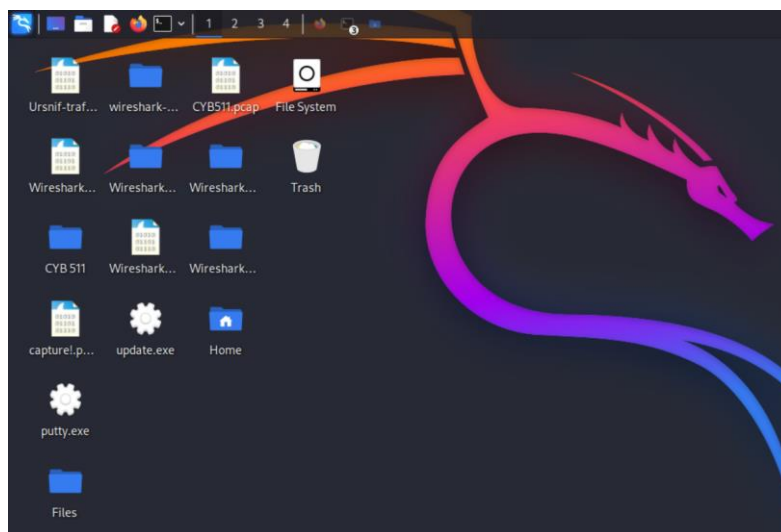 1 2 3 4 3
Ursnif-traf... wireshark-... CYB511.pcap File System
Wireshark... Wireshark... Wireshark... Trash
CYB 511 Wireshark... Wireshark...
capture!.p... update.exe Home
putty.exe
Files